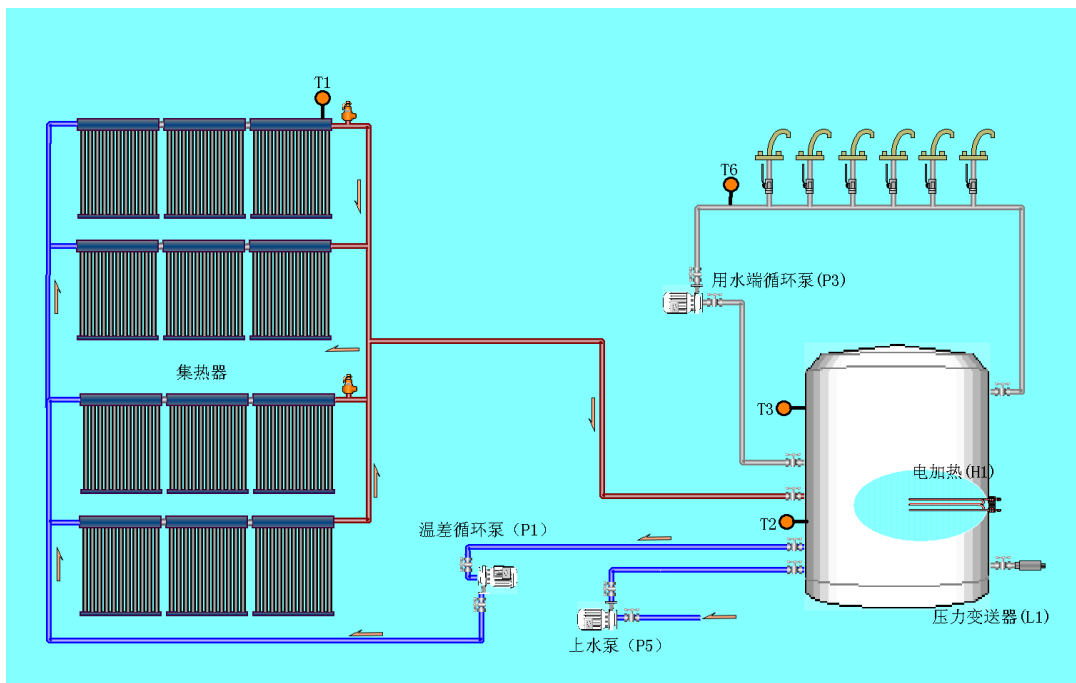 T1
T6
用水端循环泵(P3)
集热器
T3
电加热(H1)
T2
温差循环泵（P1）
压力变送器(L1)
上水泵（P5）